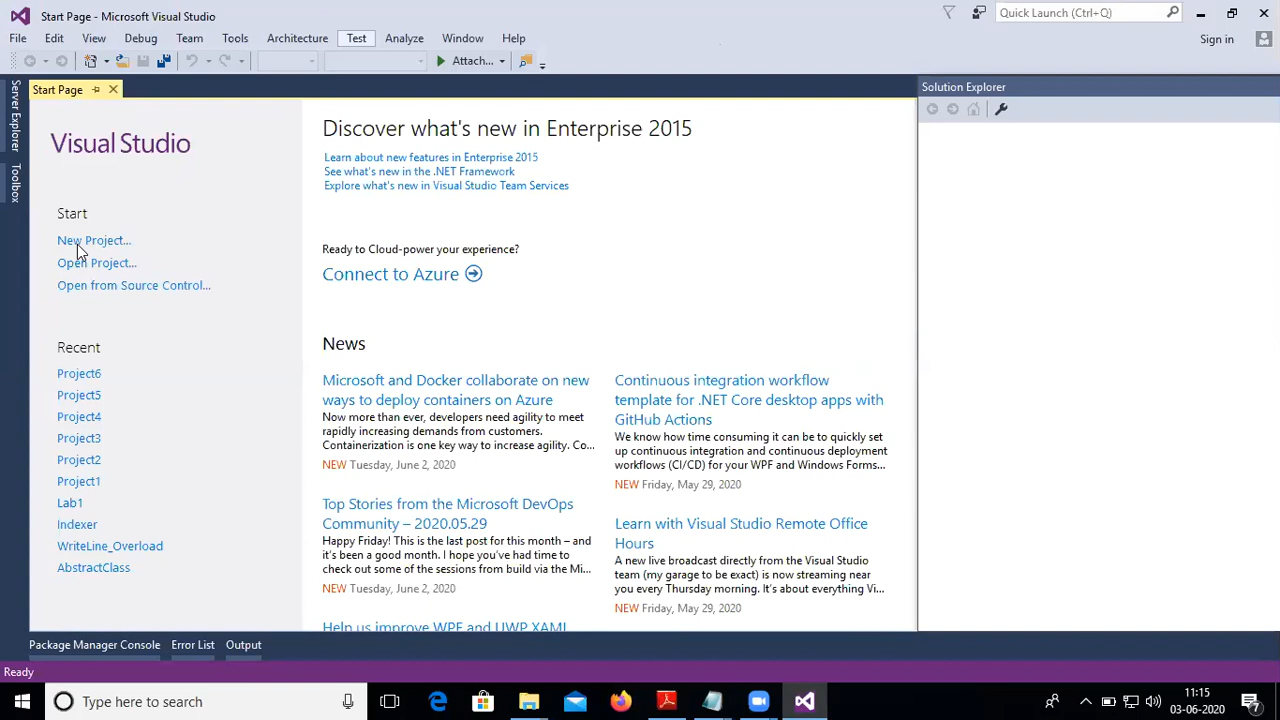 Start Page - Microsoft Visual Studio
Quick Launch (Ctrl+Q)
File Edit View Debug Team Tools Architecture Test Analyze Window Help
Sign in
Attach...
Server Explorer
Toolbox
Start Page
Solution Explorer
Visual Studio
Start
New Project...
Open Project...
Open from Source Control...
Recent
Project6
Project5
Project4
Project3
Project2
Project1
Lab1
Indexer
WriteLine_Overload
AbstractClass
Discover what's new in Enterprise 2015
Learn about new features in Enterprise 2015
See what's new in the .NET Framework
Explore what's new in Visual Studio Team Services
Ready to Cloud-power your experience?
Connect to Azure
News
Microsoft and Docker collaborate on new
ways to deploy containers on Azure
Now more than ever, developers need agility to meet
rapidly increasing demands from customers.
Containerization is one key way to increase agility. Co...
NEW Tuesday, June 2, 2020
Top Stories from the Microsoft DevOps
Community – 2020.05.29
Happy Friday! This is the last post for this month – and
it's been a good month. I hope you've had time to
check out some of the sessions from build via the Mi...
NEW Tuesday, June 2, 2020
Help us improve WPF and UWP XAML
Continuous integration workflow
template for .NET Core desktop apps with
GitHub Actions
We know how time consuming it can be to quickly set
up continuous integration and continuous deployment
workflows (CI/CD) for your WPF and Windows Forms...
NEW Friday, May 29, 2020
Learn with Visual Studio Remote Office
Hours
A new live broadcast directly from the Visual Studio
team (my garage to be exact) is now streaming near
you every Thursday morning. It's about everything Vi...
NEW Friday, May 29, 2020
Package Manager Console Error List Output
Ready
Type here to search
11:15
03-06-2020
7